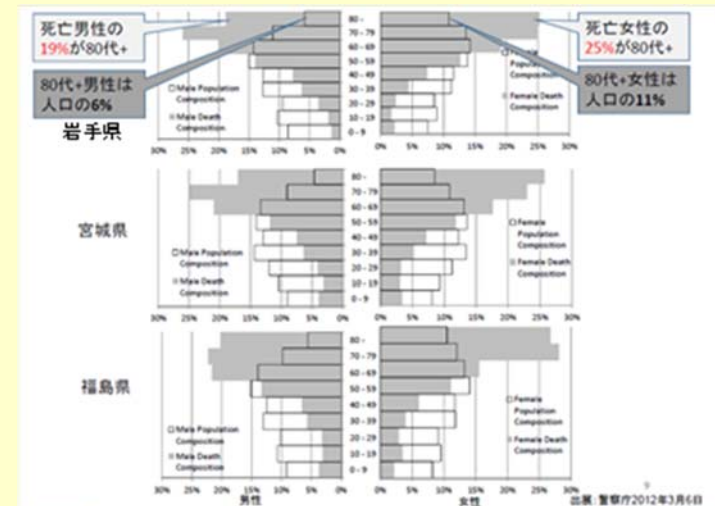 死亡男性の
19%が80代+
80代+男性は
人口の6%
岩手県
死亡女性の
25%が80代+
80代+女性は
人口の11%
80 -
70 - 79
60 - 69
50 - 59
40 - 49
30 - 39
20 - 29
10 - 19
0 - 9
Male Population
Composition
Male Death
Composition
Female
Population
Composition
Female Death
Composition
30% 25% 20% 15% 10% 5% 0%
0% 5% 10% 15% 20% 25% 30%
宮城県
80 -
70 - 79
60 - 69
50 - 59
40 - 49
30 - 39
20 - 29
10 - 19
0 - 9
Male Population
Composition
Male Death
Composition
Female
Population
Composition
Female Death
Composition
30% 25% 20% 15% 10% 5% 0%
0% 5% 10% 15% 20% 25% 30%
福島県
80 -
70 - 79
60 - 69
50 - 59
40 - 49
30 - 39
20 - 29
10 - 19
0 - 9
Male Population
Composition
Male Death
Composition
Female
Population
Composition
Female Death
Composition
30% 25% 20% 15% 10% 5% 0%
0% 5% 10% 15% 20% 25% 30%
男性
女性
9
出展: 警察庁2012年3月6日